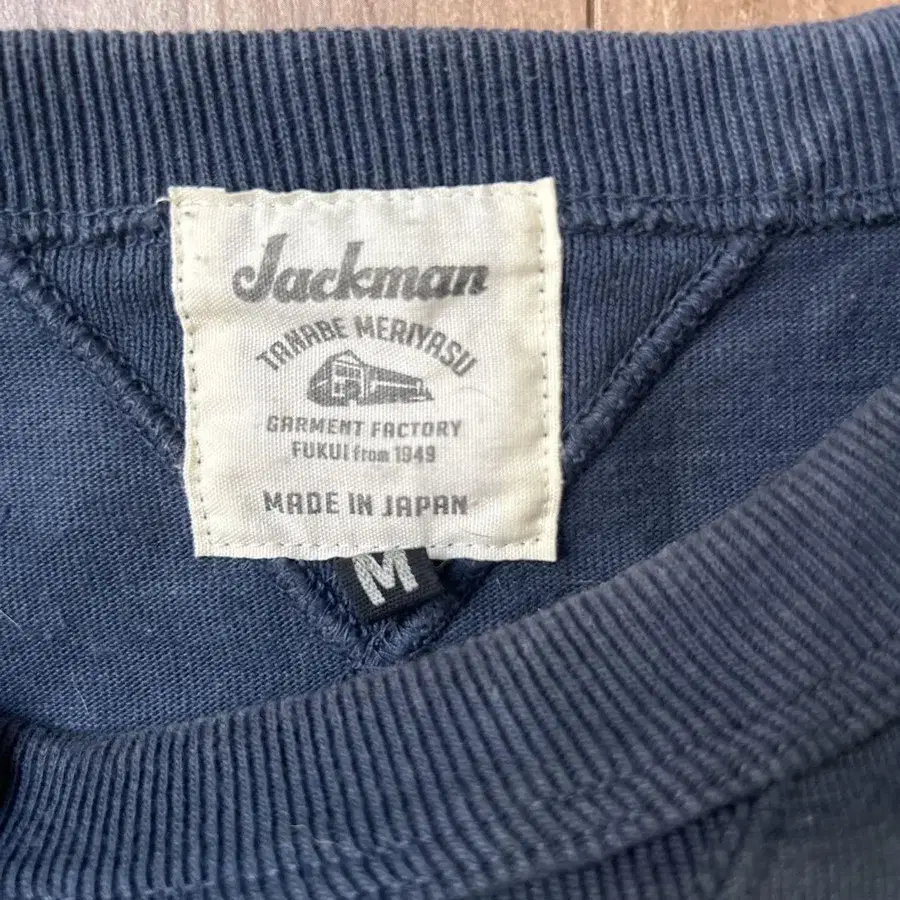 Jackman
TANABE MERIYASU
GARMENT FACTORY
FUKUI from 1949
MADE IN JAPAN
M